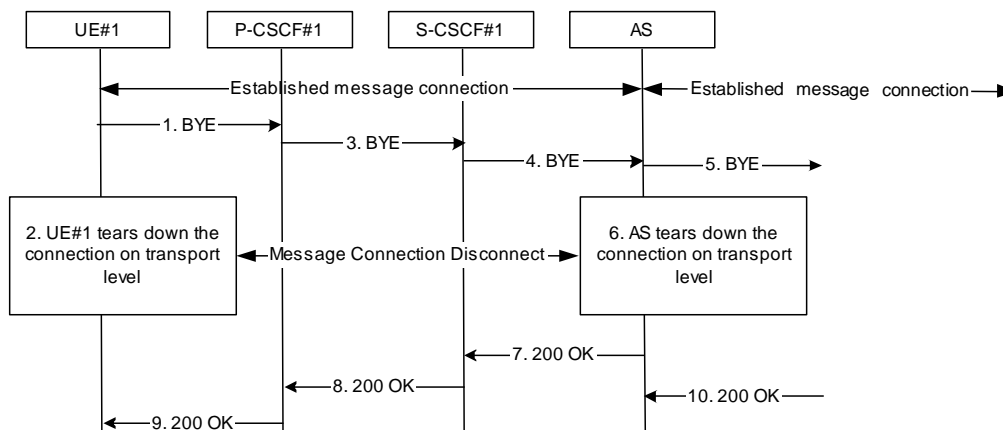 UE#1
P-CSCF#1
S-CSCF#1
AS
Established message connection
Established message connection
1. BYE
3. BYE
4. BYE
5. BYE
2. UE#1 tears down the
connection on transport
level
Message Connection Disconnect
6. AS tears down the
connection on transport
level
7. 200 OK
8. 200 OK
10. 200 OK
9. 200 OK